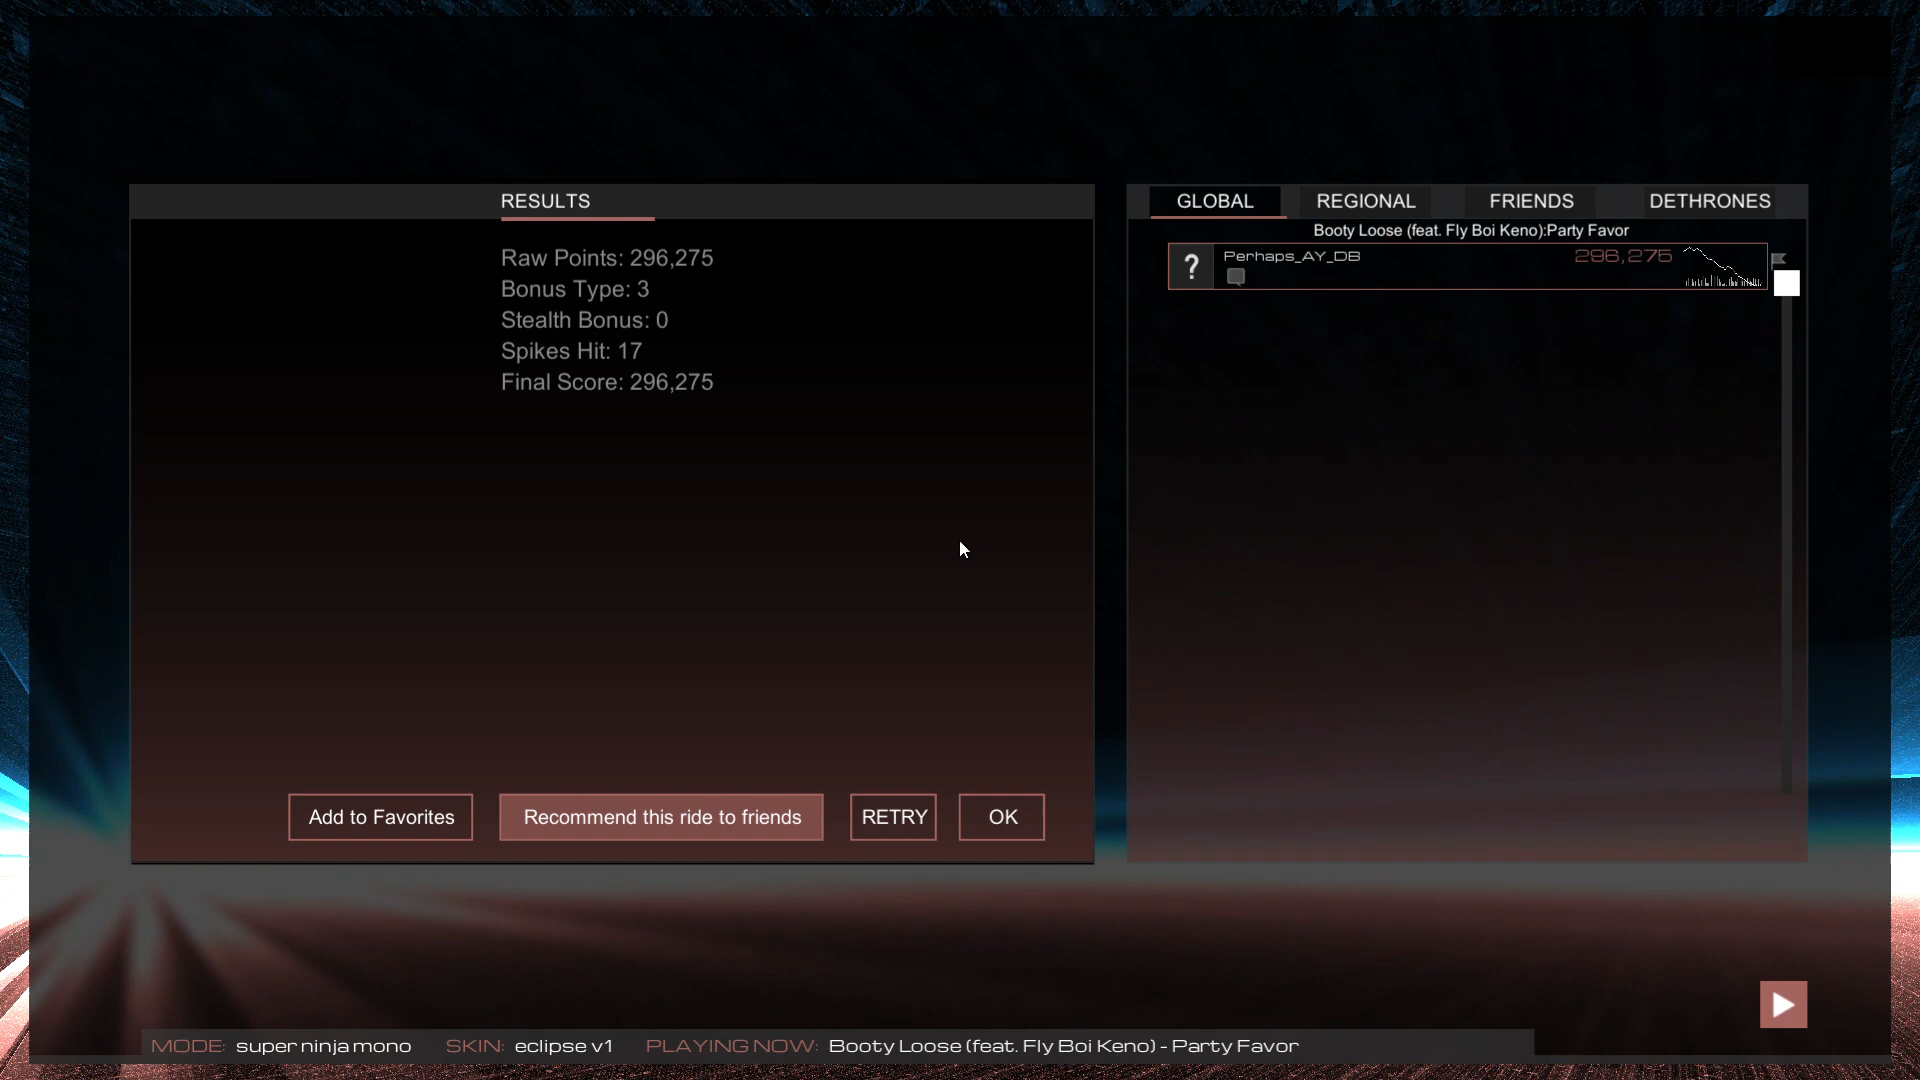 RESULTS
Raw Points: 296,275
Bonus Type: 3
Stealth Bonus: 0
Spikes Hit: 17
Final Score: 296,275
Add to Favorites
Recommend this ride to friends
RETRY
OK
GLOBAL REGIONAL FRIENDS DETHRONES
Booty Loose (feat. Fly Boi Keno):Party Favor
? Perhaps_AY_DB 296,275
MODE: super ninja mono SKIN: eclipse v1 PLAYING NOW: Booty Loose (feat. Fly Boi Keno) - Party Favor